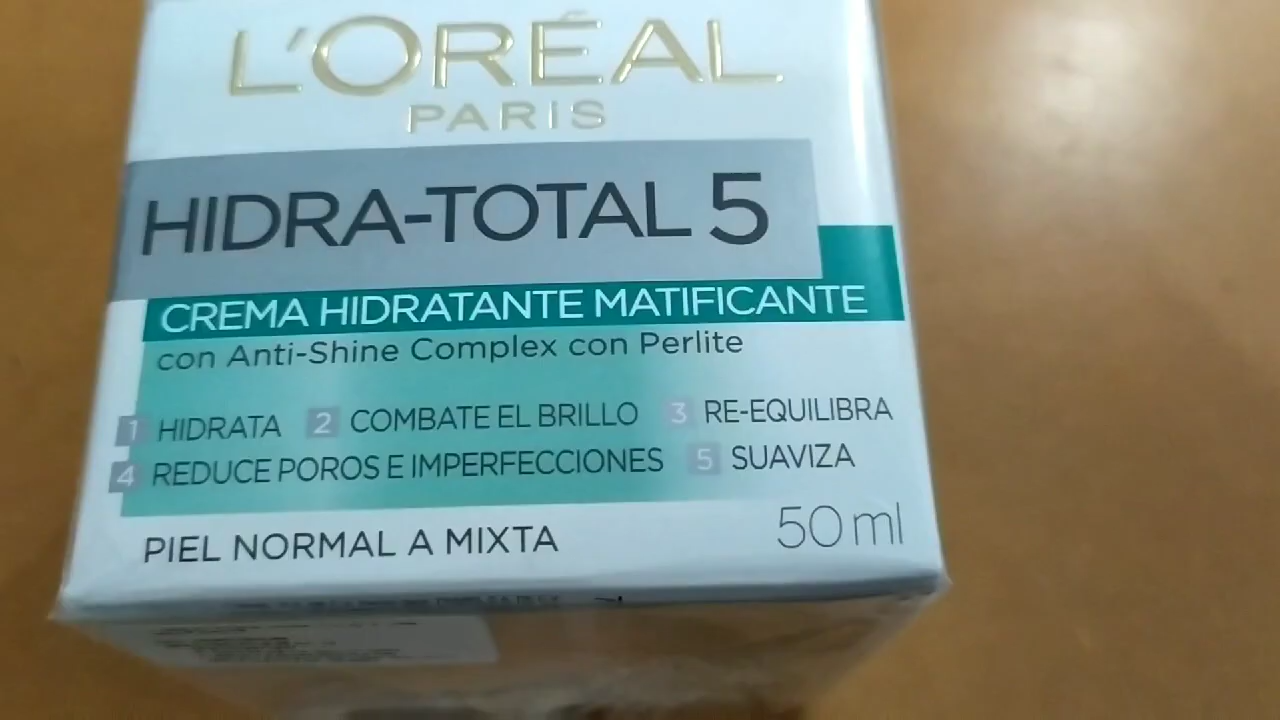 L'ORÉAL
PARIS
HIDRA-TOTAL 5
CREMA HIDRATANTE MATIFICANTE
con Anti-Shine Complex con Perlite
1 HIDRATA 2 COMBATE EL BRILLO 3 RE-EQUILIBRA
4 REDUCE POROS E IMPERFECCIONES 5 SUAVIZA
PIEL NORMAL A MIXTA 50 ml